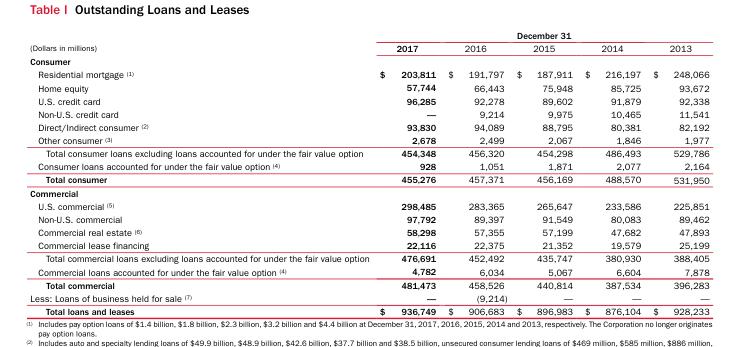 Table I Outstanding Loans and Leases
December 31
(Dollars in millions) 2017 2016 2015 2014 2013
Consumer
Residential mortgage (1) $ 203,811 $ 191,797 $ 187,911 $ 216,197 $ 248,066
Home equity 57,744 66,443 75,948 85,725 93,672
U.S. credit card 96,285 92,278 89,602 91,879 92,338
Non-U.S. credit card — 9,214 9,975 10,465 11,541
Direct/Indirect consumer (2) 93,830 94,089 88,795 80,381 82,192
Other consumer (3) 2,678 2,499 2,067 1,846 1,977
Total consumer loans excluding loans accounted for under the fair value option 454,348 456,320 454,298 486,493 529,786
Consumer loans accounted for under the fair value option (4) 928 1,051 1,871 2,077 2,164
Total consumer 455,276 457,371 456,169 488,570 531,950
Commercial
U.S. commercial (5) 298,485 283,365 265,647 233,586 225,851
Non-U.S. commercial 97,792 89,397 91,549 80,083 89,462
Commercial real estate (6) 58,298 57,355 57,199 47,682 47,893
Commercial lease financing 22,116 22,375 21,352 19,579 25,199
Total commercial loans excluding loans accounted for under the fair value option 476,691 452,492 435,747 380,930 388,405
Commercial loans accounted for under the fair value option (4) 4,782 6,034 5,067 6,604 7,878
Total commercial 481,473 458,526 440,814 387,534 396,283
Less: Loans of business held for sale (7) — (9,214) — — —
Total loans and leases $ 936,749 $ 906,683 $ 896,983 $ 876,104 $ 928,233
(1) Includes pay option loans of $1.4 billion, $1.8 billion, $2.3 billion, $3.2 billion and $4.4 billion at December 31, 2017, 2016, 2015, 2014 and 2013, respectively. The Corporation no longer originates
pay option loans.
(2) Includes auto and specialty lending loans of $49.9 billion, $48.9 billion, $42.6 billion, $37.7 billion and $38.5 billion, unsecured consumer lending loans of $469 million, $585 million, $886 million,